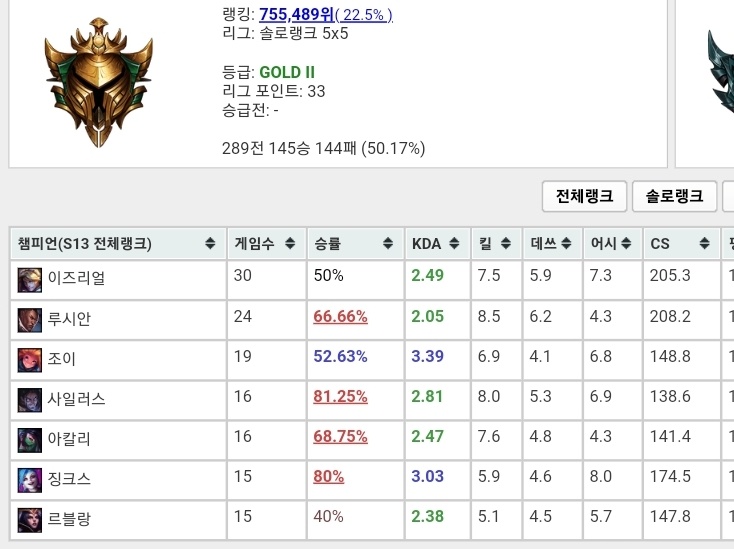 랭킹: 755,489위( 22.5% )
리그: 솔로랭크 5x5
등급: GOLD II
리그 포인트: 33
승급전: -
289전 145승 144패 (50.17%)
전체랭크 솔로랭크
챔피언(S13 전체랭크) 게임수 승률 KDA 킬 데쓰 어시 CS
이즈리얼 30 50% 2.49 7.5 5.9 7.3 205.3
루시안 24 66.66% 2.05 8.5 6.2 4.3 208.2
조이 19 52.63% 3.39 6.9 4.1 6.8 148.8
사일러스 16 81.25% 2.81 8.0 5.3 6.9 138.6
아칼리 16 68.75% 2.47 7.6 4.8 4.3 141.4
징크스 15 80% 3.03 5.9 4.6 8.0 174.5
르블랑 15 40% 2.38 5.1 4.5 5.7 147.8